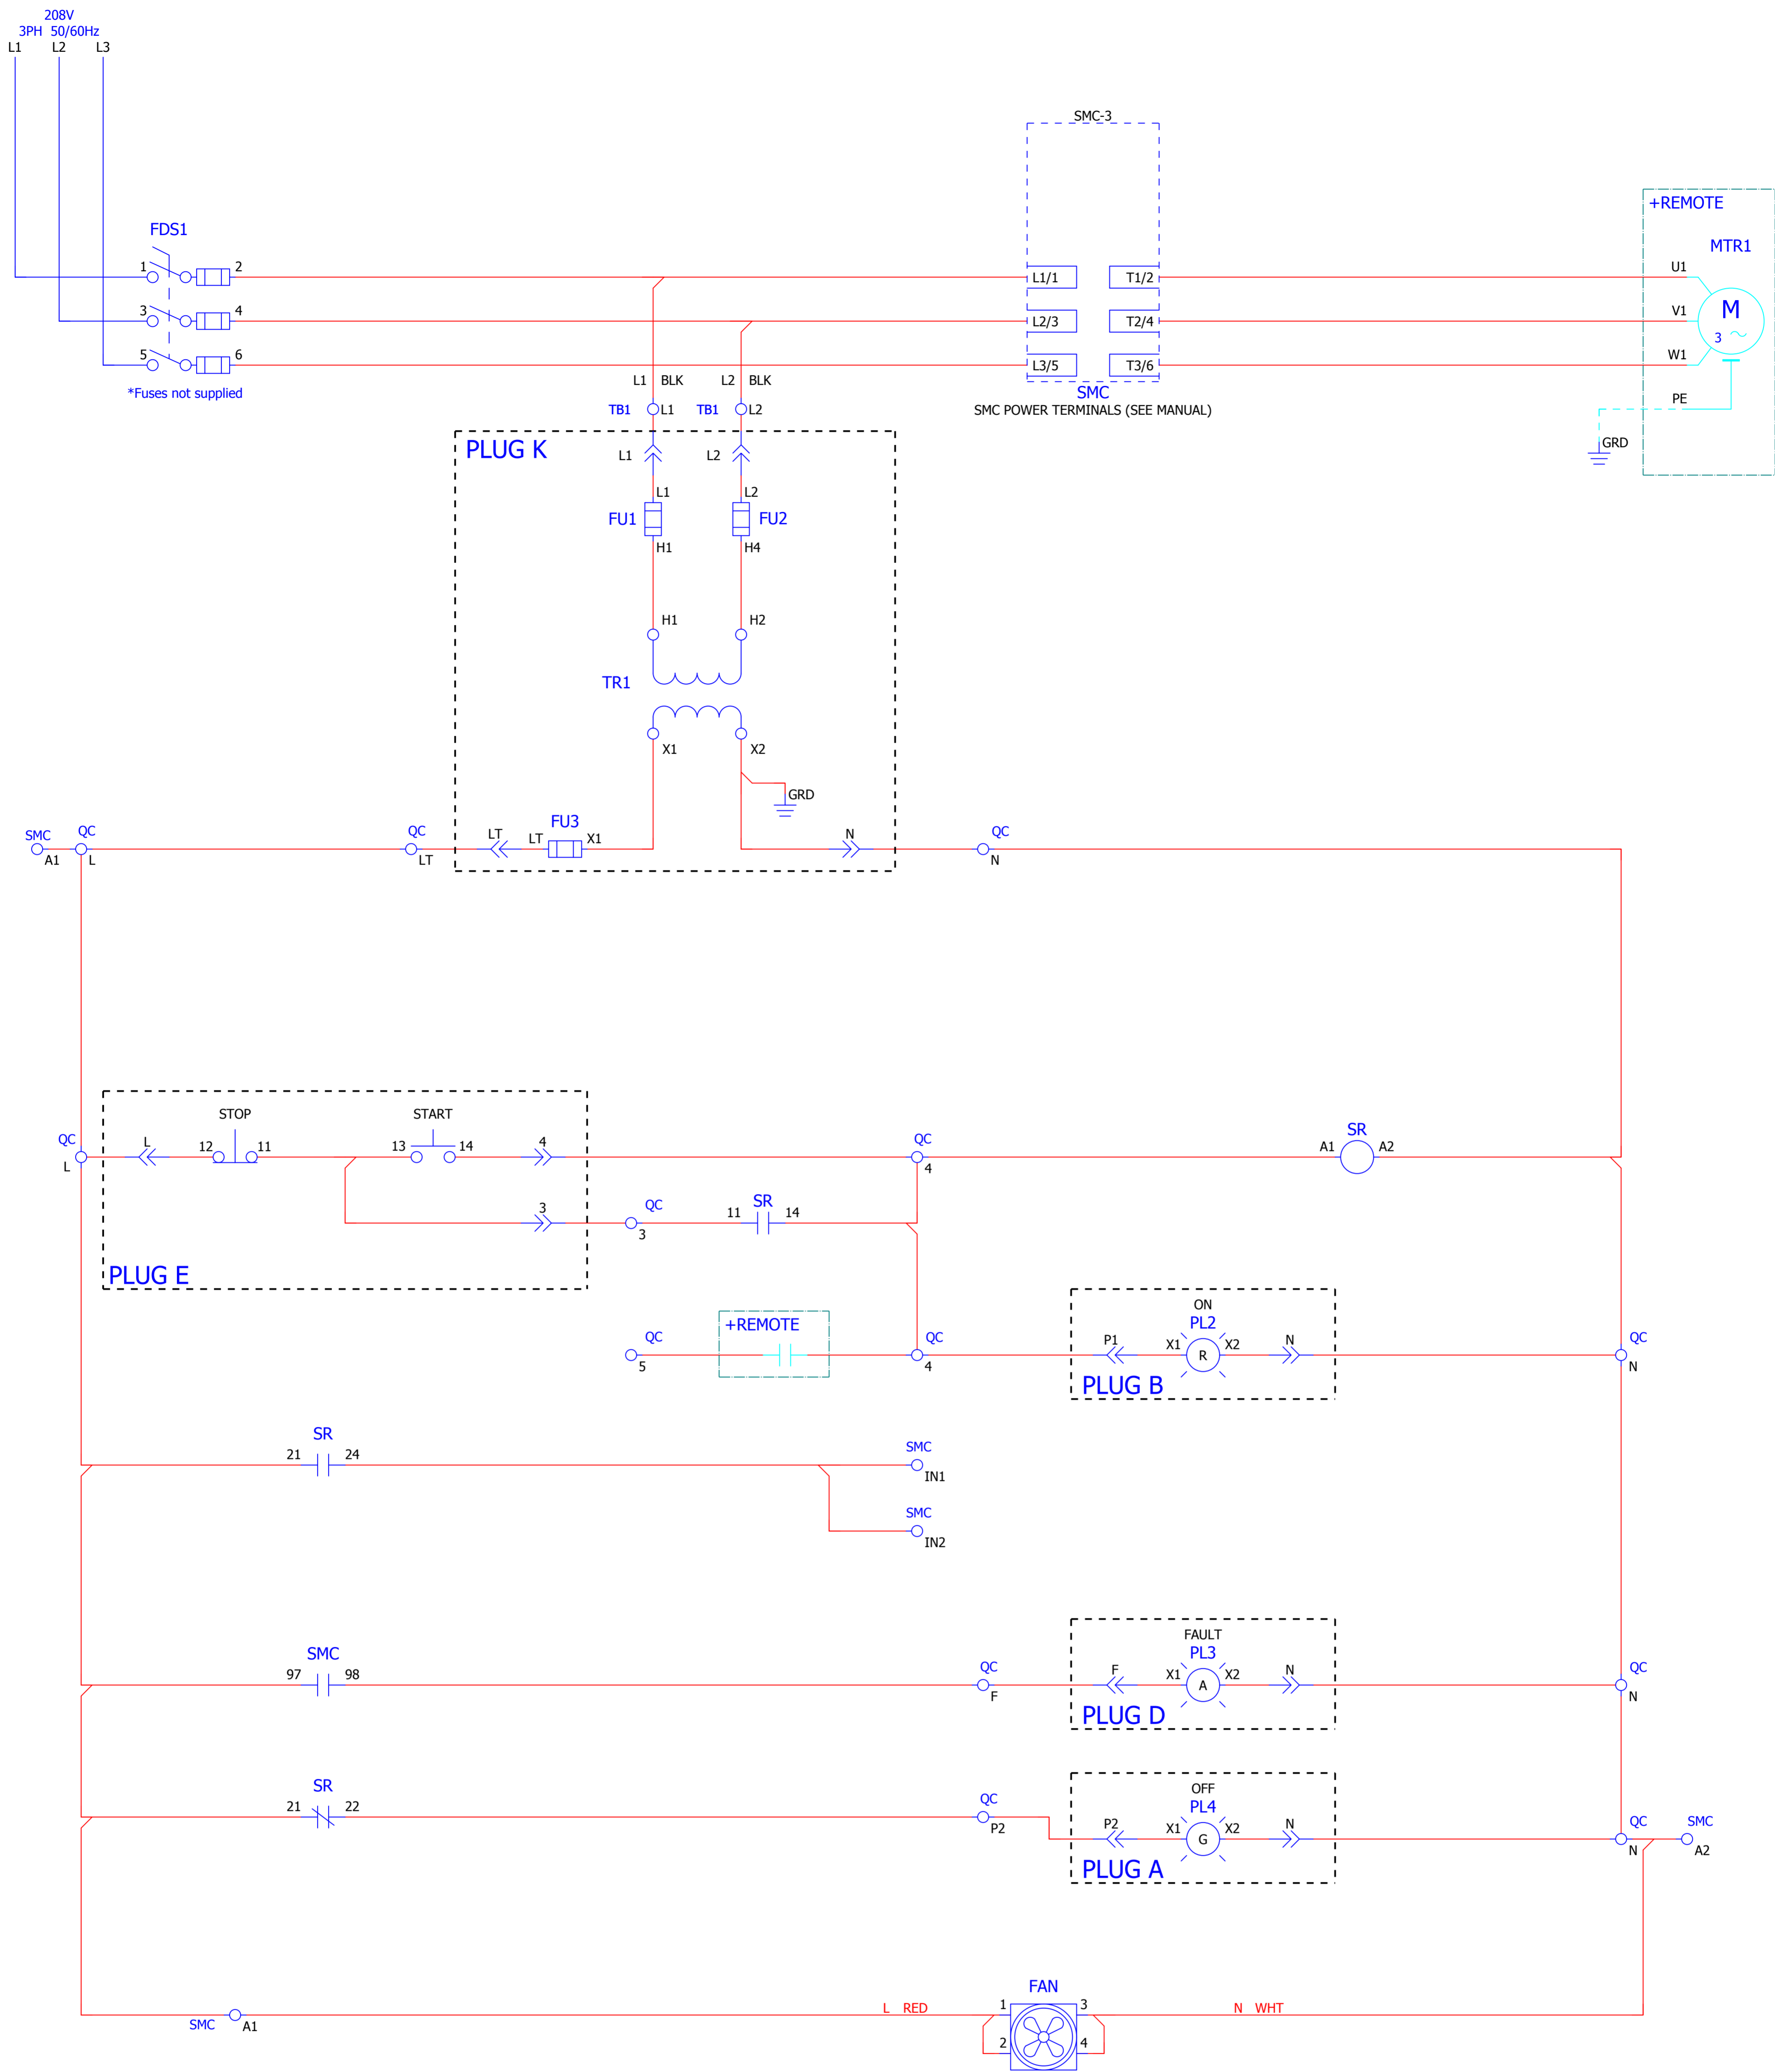 208V
3PH 50/60Hz
L1 L2 L3
SMC-3
+REMOTE
FDS1
MTR1
1 2 L1/1 T1/2 U1
3 4 L2/3 T2/4 V1
M
3
5 6 L3/5 T3/6 W1
*Fuses not supplied
L1 BLK L2 BLK
SMC
PE
TB1 L1 TB1 L2
SMC POWER TERMINALS (SEE MANUAL)
GRD
PLUG K
L1 L2
L1 L2
FU1 FU2
H1 H4
H1 H2
TR1
X1 X2
GRD
FU3
SMC QC QC LT LT X1 N QC
A1 L LT N
STOP START
QC L 12 11 13 14 4 QC A1 SR A2
L 4
3 QC 11 SR 14
3
PLUG E
+REMOTE
ON
PL2
QC QC P1 X1 X2 N QC
R
5 4 N
PLUG B
SR
21 24 SMC
IN1
SMC
IN2
FAULT
SMC PL3
97 98 QC F X1 X2 N QC
A
F N
PLUG D
SR OFF
21 22 QC PL4
P2 P2 X1 X2 N QC SMC
G
N A2
PLUG A
FAN
L RED 1 3 N WHT
SMC A1
2 4